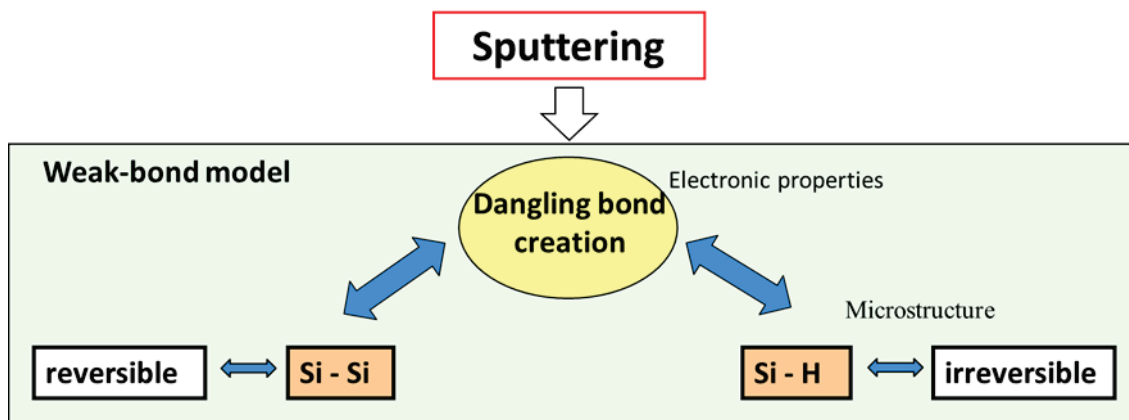 Sputtering
Weak-bond model
Electronic properties
Dangling bond
creation
Microstructure
reversible
Si - Si
Si - H
irreversible